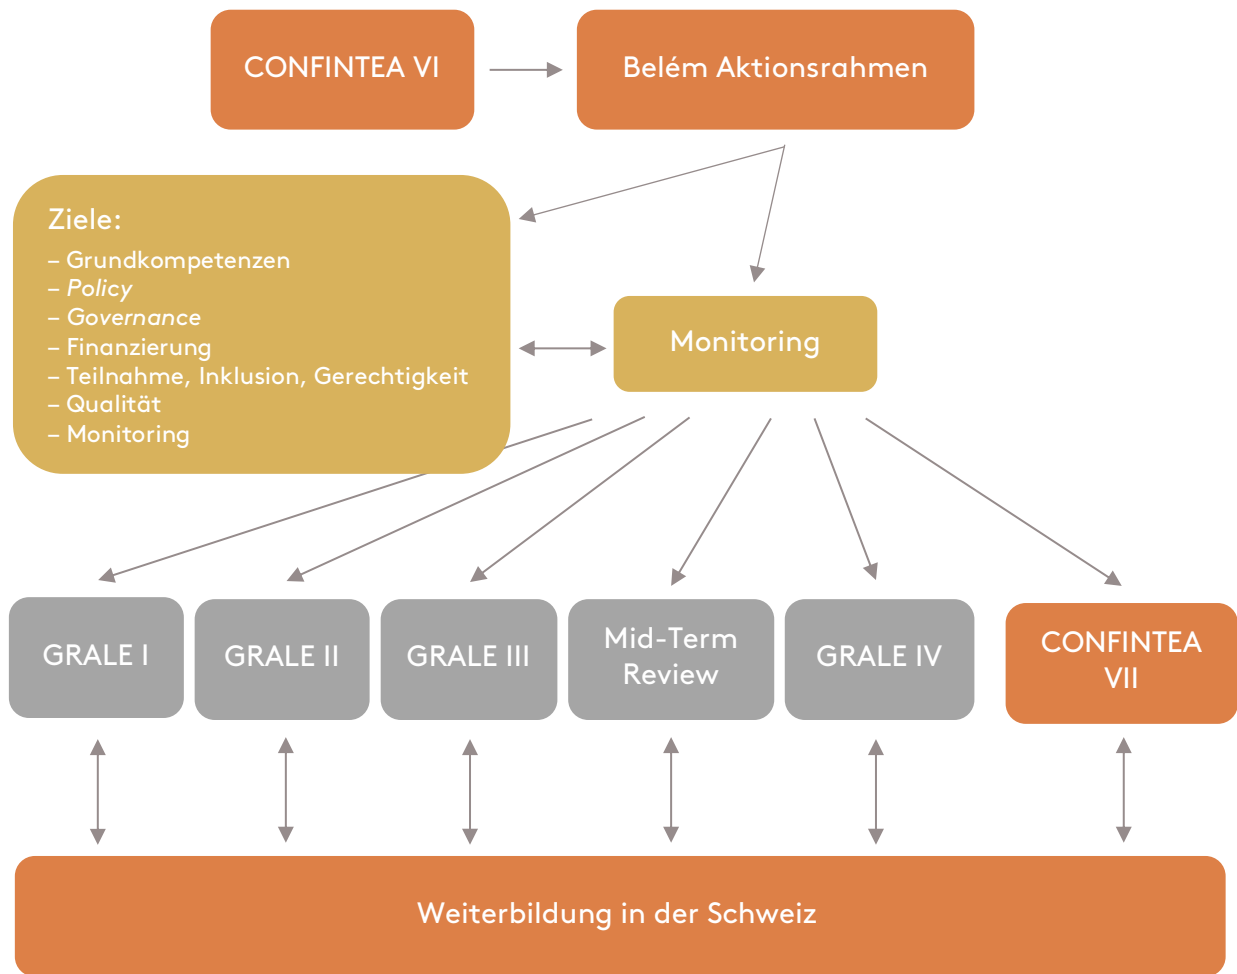 CONFINTEA VI
Belém Aktionsrahmen
Ziele:
– Grundkompetenzen
– Policy
– Governance
– Finanzierung
– Teilnahme, Inklusion, Gerechtigkeit
– Qualität
– Monitoring
Monitoring
GRALE I
GRALE II
GRALE III
Mid-Term
Review
GRALE IV
CONFINTEA
VII
Weiterbildung in der Schweiz